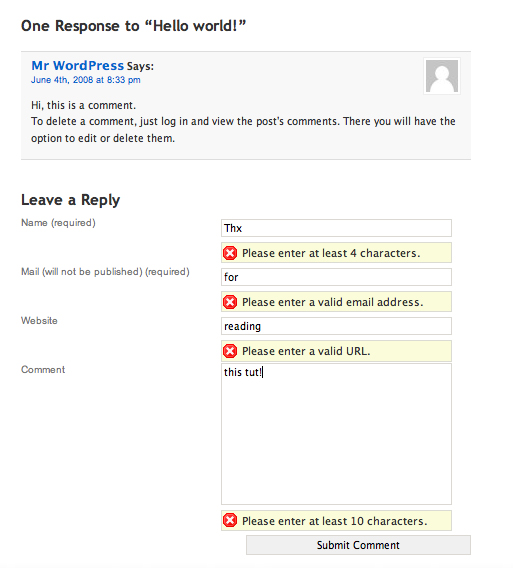 One Response to “Hello world!”
Mr WordPress Says:
June 4th, 2008 at 8:33 pm
Hi, this is a comment.
To delete a comment, just log in and view the post's comments. There you will have the
option to edit or delete them.
Leave a Reply
Name (required)
Thx
Please enter at least 4 characters.
Mail (will not be published) (required)
for
Please enter a valid email address.
Website
reading
Please enter a valid URL.
Comment
this tut!
Please enter at least 10 characters.
Submit Comment